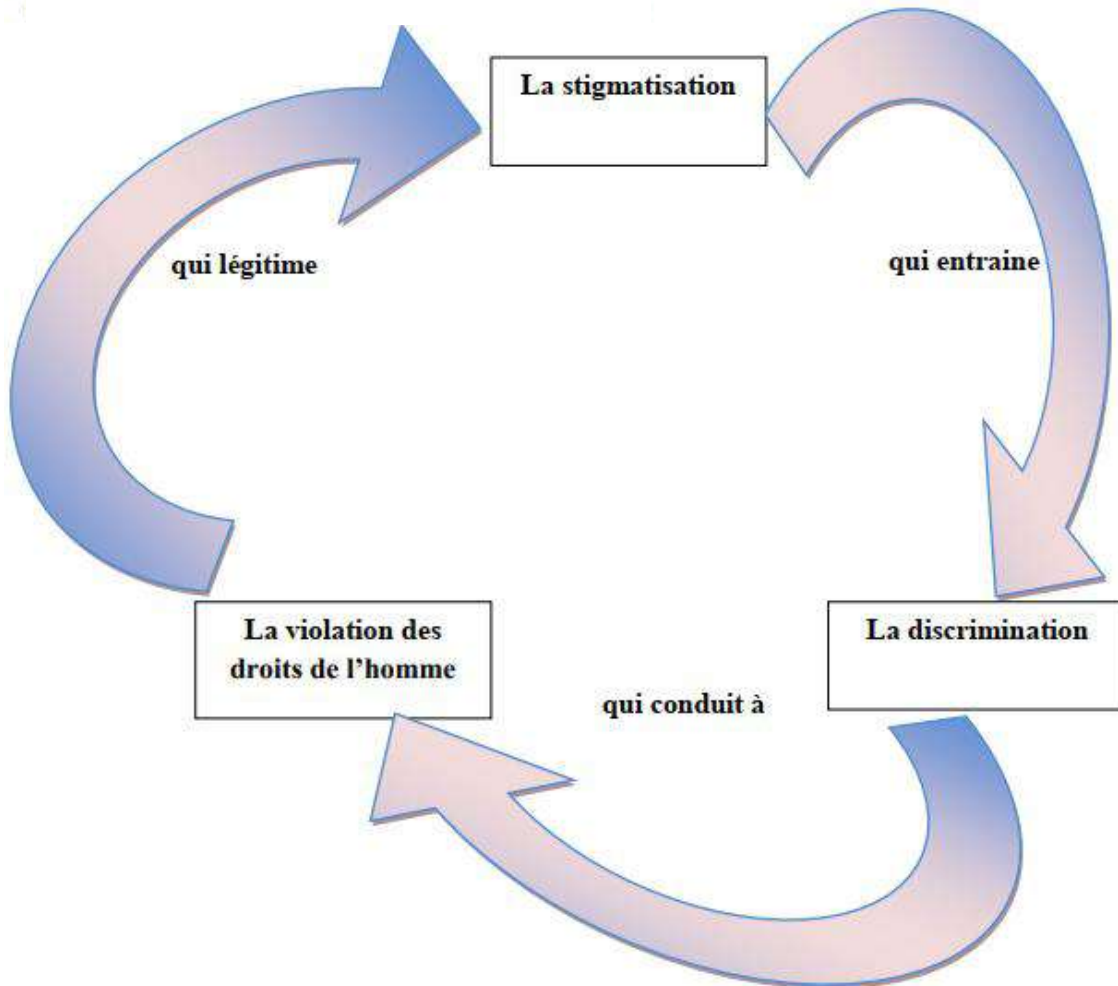 La stigmatisation
qui légitime
qui entraine
La violation des
droits de l’homme
La discrimination
qui conduit à